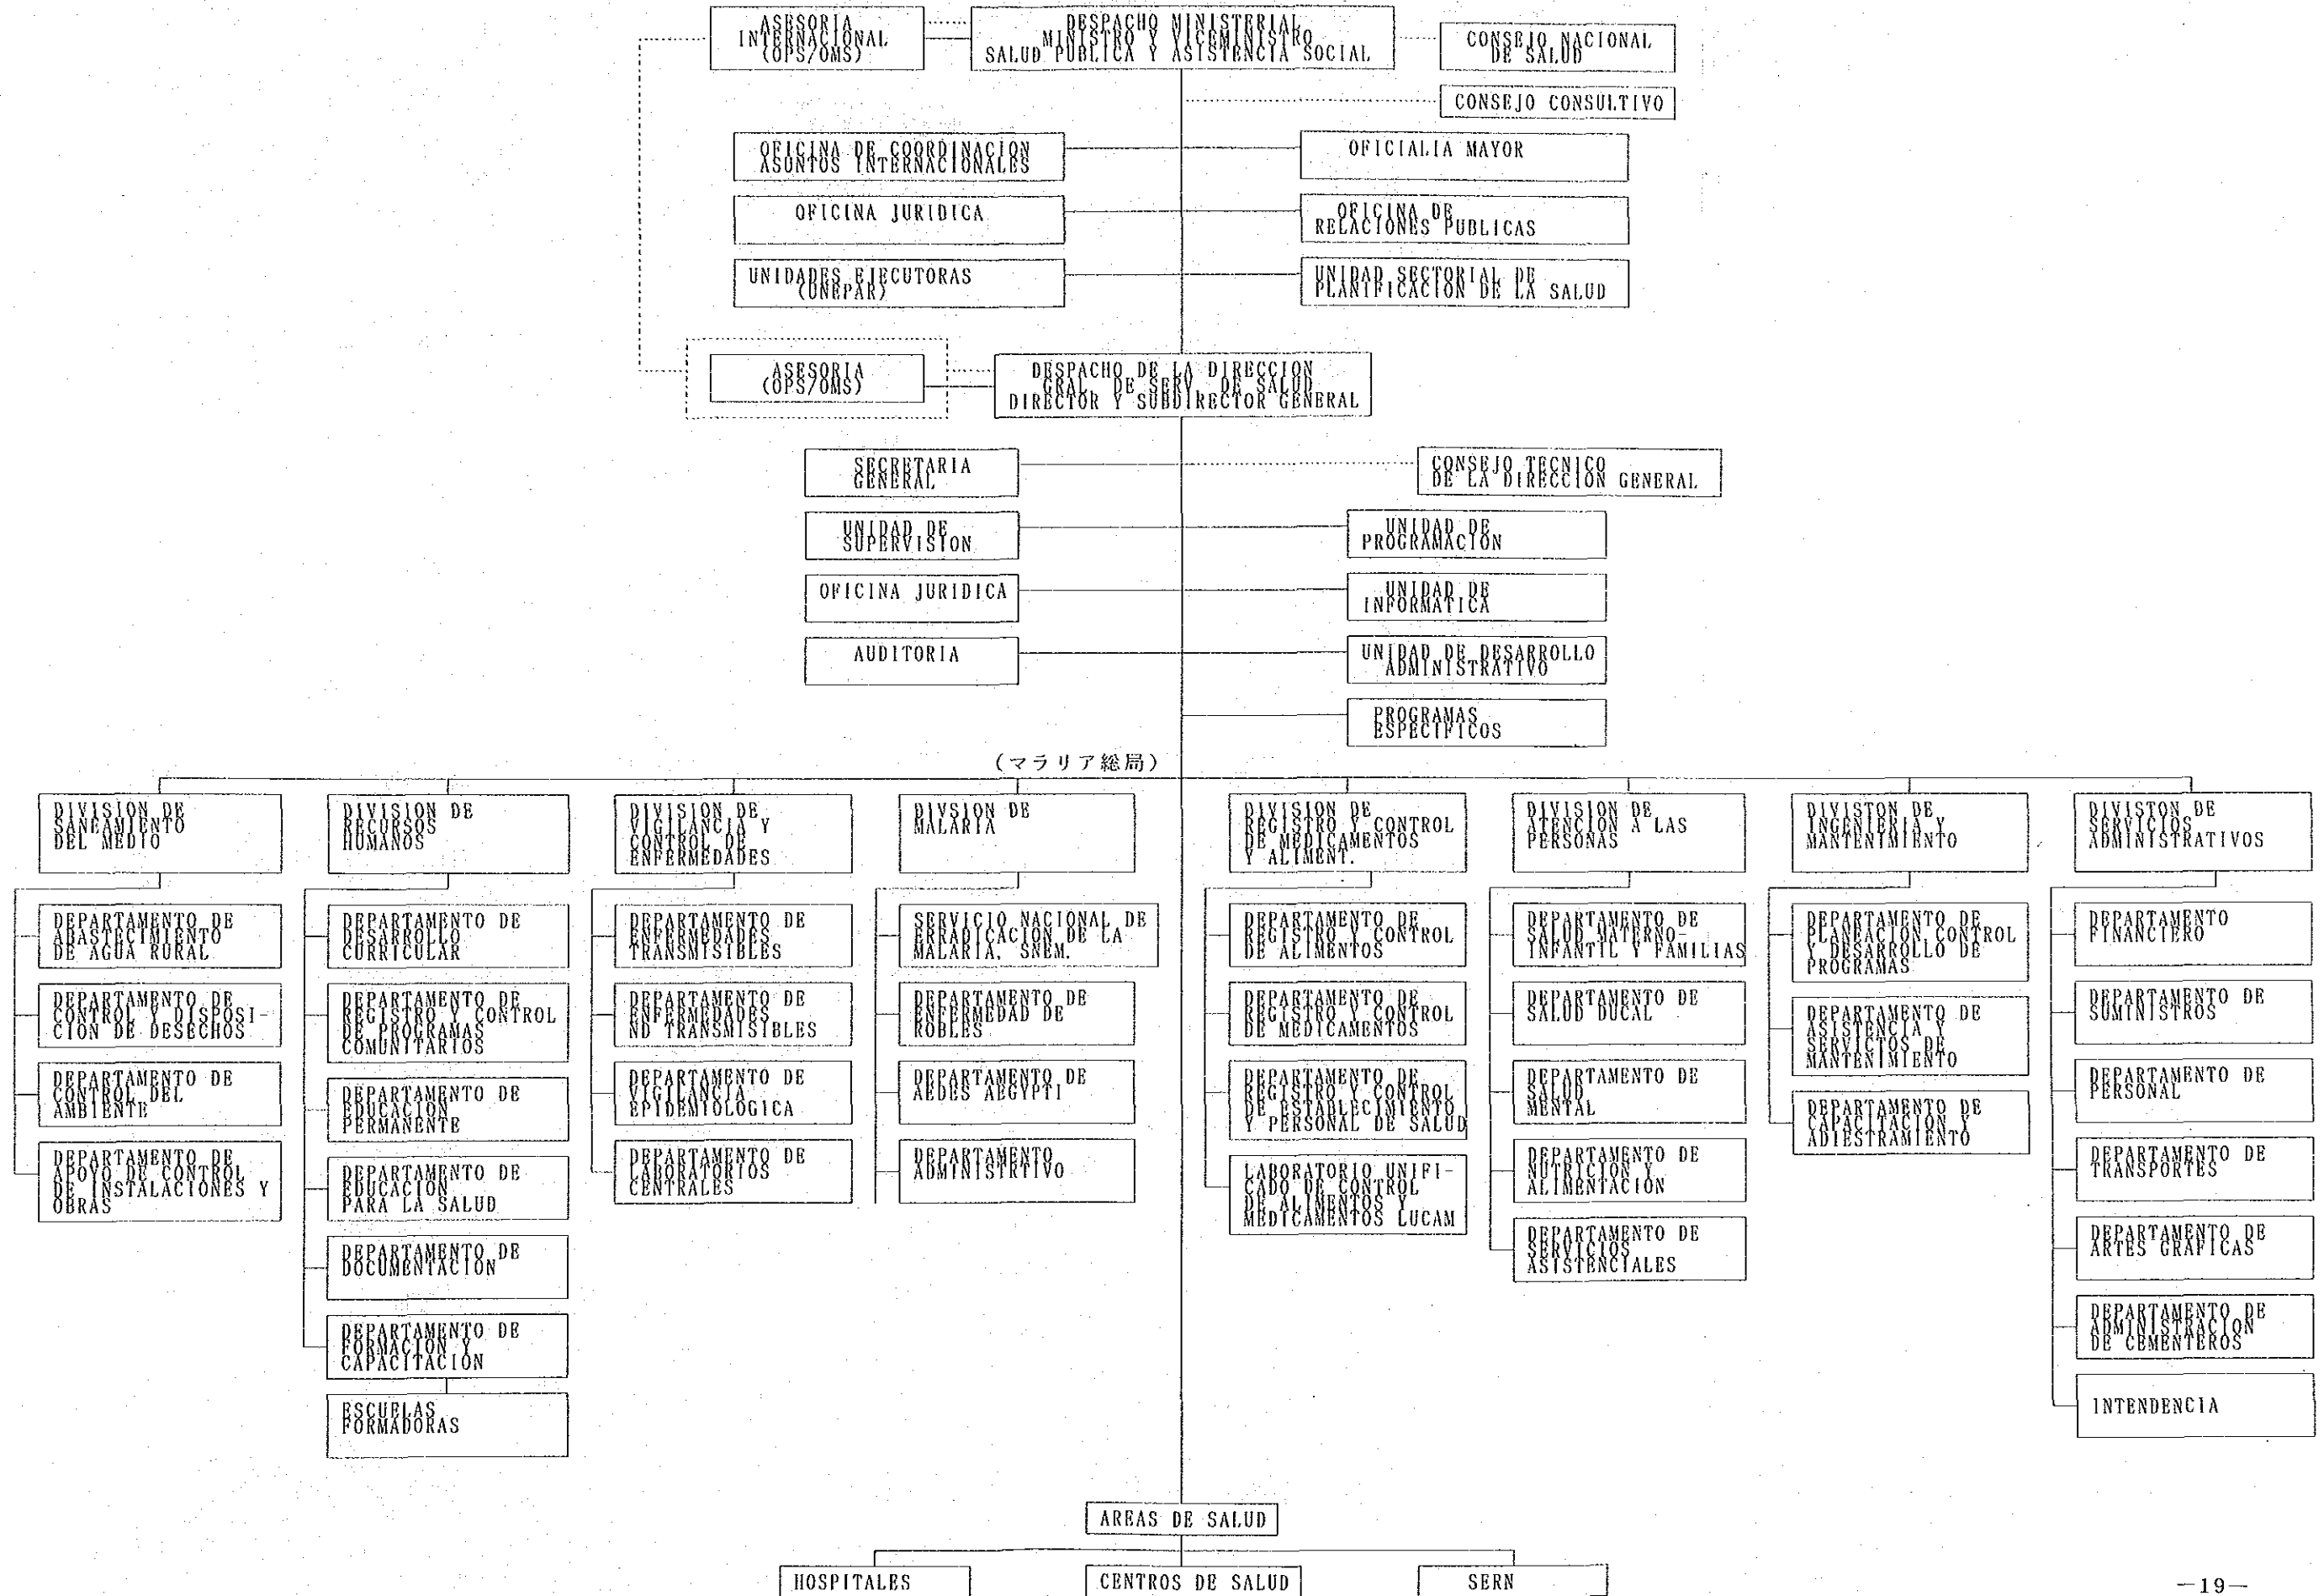 ASESORIA
INTERNACIONAL
(OPS/OMS)
DESPACHO MINISTERIAL
MINISTRO Y VICEMINISTRO
SALUD PUBLICA Y ASISTENCIA SOCIAL
CONSEJO NACIONAL
DE SALUD
CONSEJO CONSULTIVO
OFICINA DE COORDINACION
ASUNTOS INTERNACIONALES
OFICIALIA MAYOR
OFICINA JURIDICA
OFICINA DE
RELACIONES PUBLICAS
UNIDADES EJECUTORAS
(UNEPAR)
UNIDAD SECTORIAL DE
PLANIFICACION DE LA SALUD
ASESORIA
(OPS/OMS)
DESPACHO DE LA DIRECCION
GRAL. DE SERV. DE SALUD
DIRECTOR Y SUBDIRECTOR GENERAL
SECRETARIA
GENERAL
CONSEJO TECNICO
DE LA DIRECCION GENERAL
UNIDAD DE
SUPERVISION
UNIDAD DE
PROGRAMACION
OFICINA JURIDICA
UNIDAD DE
INFORMATICA
AUDITORIA
UNIDAD DE DESARROLLO
ADMINISTRATIVO
PROGRAMAS
ESPECIFICOS
(マラリア総局)
DIVISION DE
SANEAMIENTO
DEL MEDIO
DEPARTAMENTO DE
ABASTECIMIENTO
DE AGUA RURAL
DEPARTAMENTO DE
CONTROL Y DISPOSI-
CION DE DESECHOS
DEPARTAMENTO DE
CONTROL DEL
AMBIENTE
DEPARTAMENTO DE
APOYO DE CONTROL
DE INSTALACIONES Y
OBRAS
DIVISION DE
RECURSOS
HUMANOS
DEPARTAMENTO DE
DESARROLLO
CURRICULAR
DEPARTAMENTO DE
REGISTRO Y CONTROL
DE PROGRAMAS
COMUNITARIOS
DEPARTAMENTO DE
EDUCACION
PERMANENTE
DEPARTAMENTO DE
EDUCACION
PARA LA SALUD
DEPARTAMENTO DE
DOCUMENTACION
DEPARTAMENTO DE
FORMACION Y
CAPACITACION
ESCUELAS
FORMADORAS
DIVISION DE
VIGILANCIA Y
CONTROL DE
ENFERMEDADES
DEPARTAMENTO DE
ENFERMEDADES
TRANSMISIBLES
DEPARTAMENTO DE
ENFERMEDADES
ND TRANSMISIBLES
DEPARTAMENTO DE
VIGILANCIA
EPIDEMIOLOGICA
DEPARTAMENTO DE
LABORATORIOS
CENTRALES
DIVSION DE
MALARIA
SERVICIO NACIONAL DE
ERRADICACION DE LA
MALARIA, SNEM.
DEPARTAMENTO DE
ENFERMEDAD DE
ROBLES
DEPARTAMENTO DE
AEDES AEGYPTI
DEPARTAMENTO
ADMINISTRTIVO
DIVISION DE
REGISTRO Y CONTROL
DE MEDICAMENTOS
Y ALIMENT.
DEPARTAMENTO DE
REGISTRO Y CONTROL
DE ALIMENTOS
DEPARTAMENTO DE
REGISTRO Y CONTROL
DE MEDICAMENTOS
DEPARTAMENTO DE
REGISTRO Y CONTROL
DE ESTABLECIMIENTO
Y PERSONAL DE SALUD
LABORATORIO UNIFI-
CADO DE CONTROL
DE ALIMENTOS Y
MEDICAMENTOS LUCAM
DIVISION DE
ATENCION A LAS
PERSONAS
DEPARTAMENTO DE
SALUD MATERNO-
INFANTIL Y FAMILIAS
DEPARTAMENTO DE
SALUD DUCAL
DEPARTAMENTO DE
SALUD
MENTAL
DEPARTAMENTO DE
NUTRICION Y
ALIMENTACION
DEPARTAMENTO DE
SERVICIOS
ASISTENCIALES
DIVISTON DE
INGENIERIA Y
MANTENIMIENTO
DEPARTAMENTO DE
PLANEACION CONTROL
Y DESARROLLO DE
PROGRAMAS
DEPARTAMENTO DE
ASISTENCIA Y
SERVICTOS DE
MANTENIMIENTO
DEPARTAMENTO DE
CAPACITACION Y
ADIESTRAMIENTO
DIVISTON DE
SERVICIOS
ADMINISTRATIVOS
DEPARTAMENTO
FINANCIERO
DEPARTAMENTO DE
SUMINISTROS
DEPARTAMENTO DE
PERSONAL
DEPARTAMENTO DE
TRANSPORTES
DEPARTAMENTO DE
ARTES GRAFICAS
DEPARTAMENTO DE
ADMINISTRACION
DE CEMENTEROS
INTENDENCIA
AREAS DE SALUD
HOSPITALES
CENTROS DE SALUD
SERN
—19—